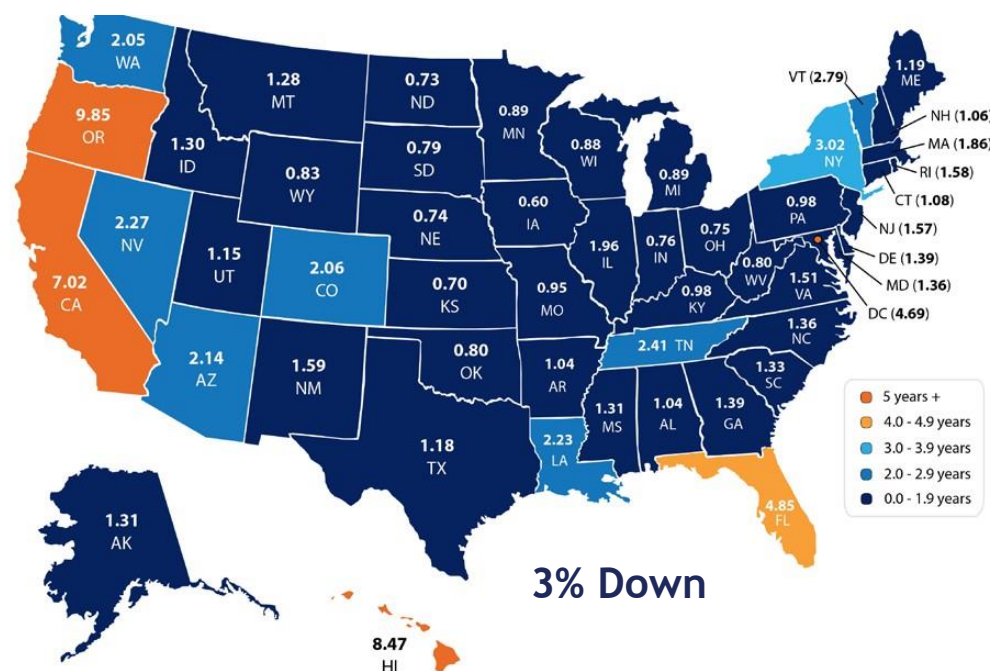 2.05
WA
9.85
OR
7.02
CA
2.27
NV
1.30
ID
1.28
MT
0.83
WY
1.15
UT
2.06
CO
2.14
AZ
1.59
NM
0.73
ND
0.79
SD
0.74
NE
0.70
KS
0.80
OK
1.18
TX
0.89
MN
0.60
IA
0.95
MO
1.04
AR
2.23
LA
0.88
WI
1.96
IL
0.89
MI
0.76
IN
0.75
OH
0.98
KY
2.41 TN
1.31
MS
1.04
AL
1.39
GA
4.85
FL
1.33
SC
1.36
NC
1.51
VA
0.80
WV
0.98
PA
3.02
NY
1.19
ME
VT (2.79)
NH (1.06)
MA (1.86)
RI (1.58)
CT (1.08)
NJ (1.57)
DE (1.39)
MD (1.36)
DC (4.69)
5 years +
4.0 - 4.9 years
3.0 - 3.9 years
2.0 - 2.9 years
0.0 - 1.9 years
1.31
AK
8.47
HI
3% Down